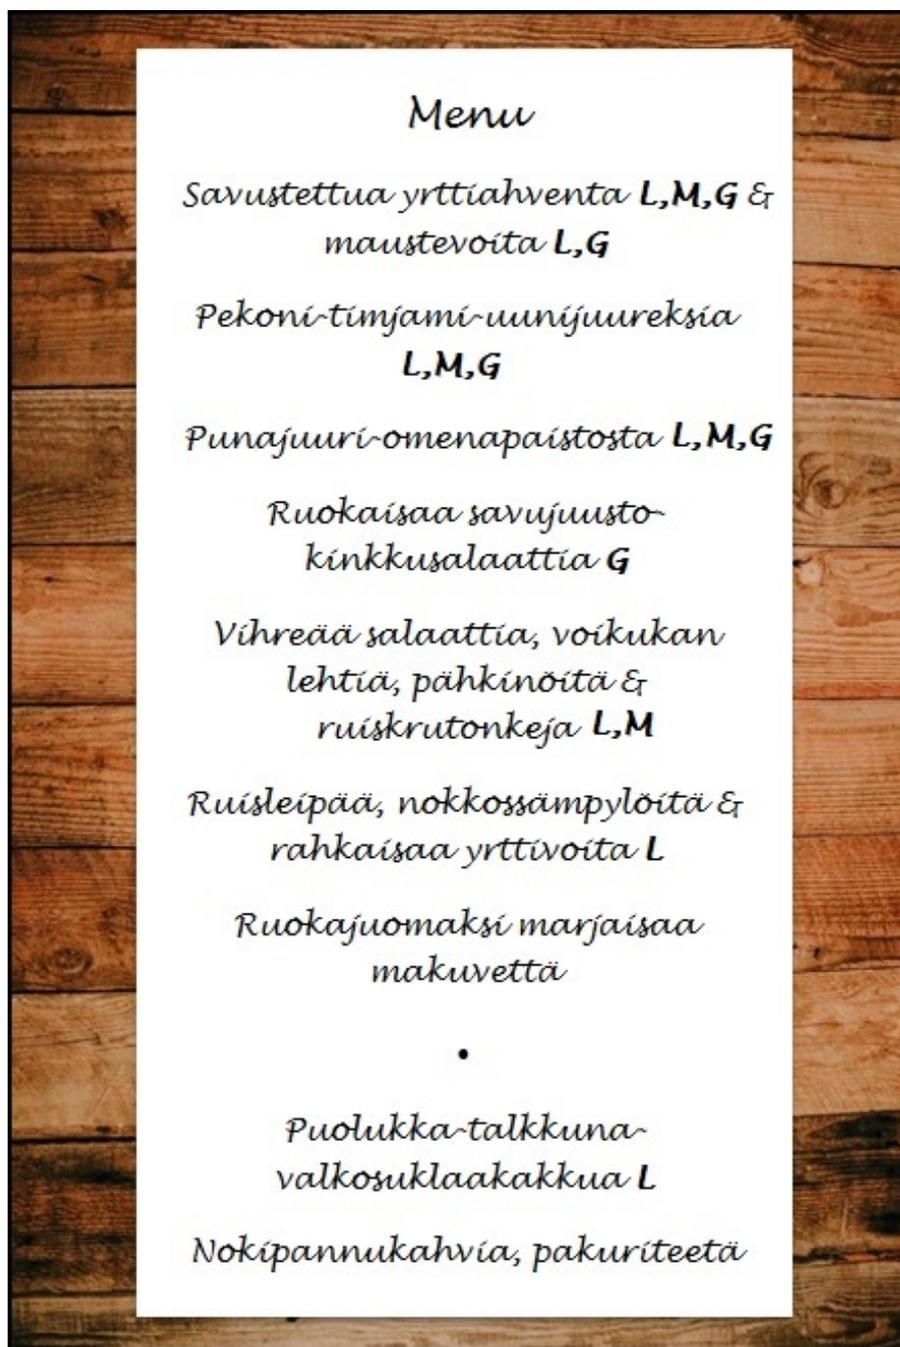 Menu
Savustettua yrttiahventa L,M,G &
maustevoita L,G
Pekoni-timjami-uunijuureksia
L,M,G
Punajuuri-omenapaistosta L,M,G
Ruokaisaa savujuusto-
kinkkusalaattia G
Vihreää salaattia, voikukan
lehtiä, pähkinöitä &
ruiskrutonkeja L,M
Ruisleipää, nokkossämpylöitä &
rahkaisaa yrttivoita L
Ruokajuomaksi marjaisaa
makuvettä
•
Puolukka-talkkuna-
valkosuklaakakkua L
Nokipannukahvia, pakuriteetä